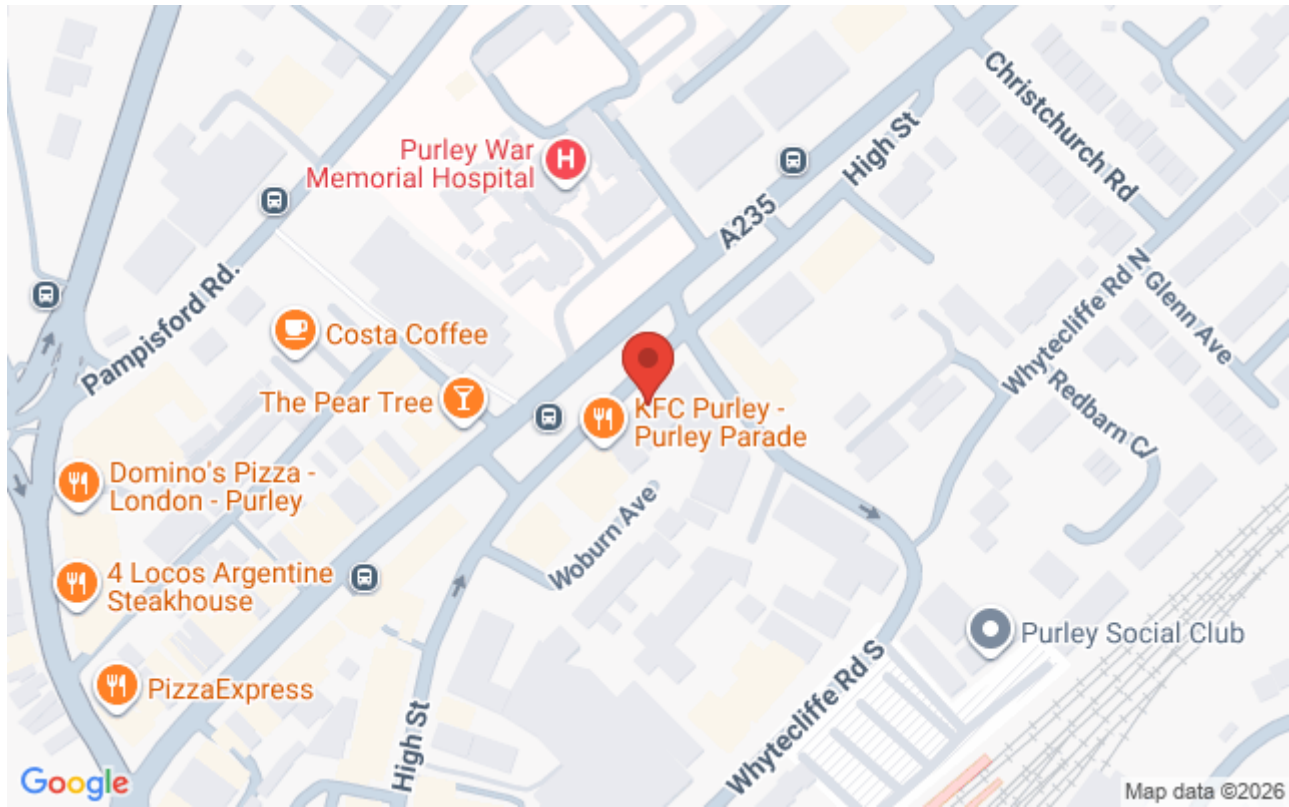 Christchurch Rd
Purley War
Memorial Hospital
H
High St
A235
Pampisford Rd.
Whytecliffe Rd N
Glenn Ave
Costa Coffee
Redbarn Cl
The Pear Tree
KFC Purley -
Purley Parade
Domino's Pizza -
London - Purley
Woburn Ave
4 Locos Argentine
Steakhouse
Purley Social Club
PizzaExpress
Whytecliffe Rd S
High St
Google
Map data ©2026